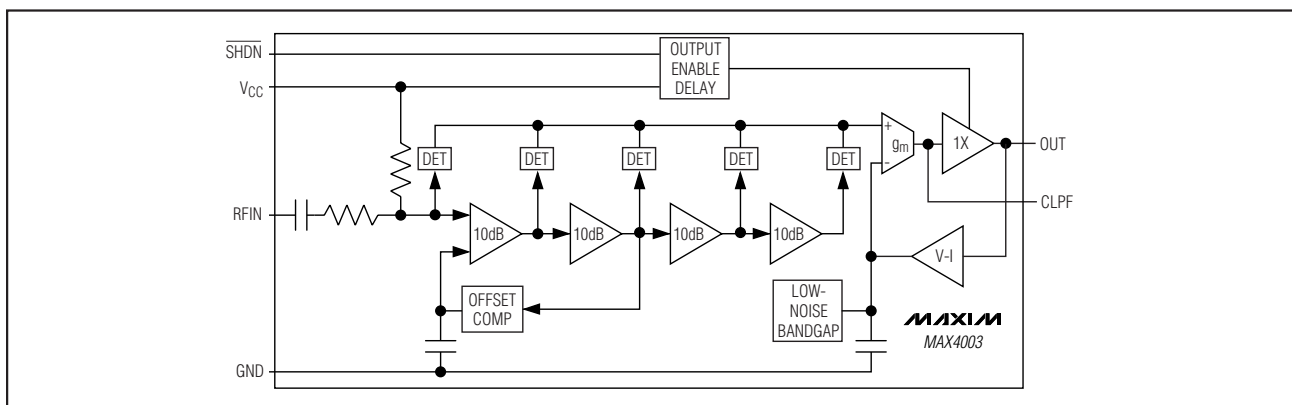 SHDN
OUTPUT
ENABLE
DELAY
VCC
+
gm
-
1X
OUT
DET
DET
DET
DET
DET
CLPF
RFIN
10dB
10dB
10dB
10dB
V-I
OFFSET
COMP
LOW-
NOISE
BANDGAP
MAXIM
MAX4003
GND